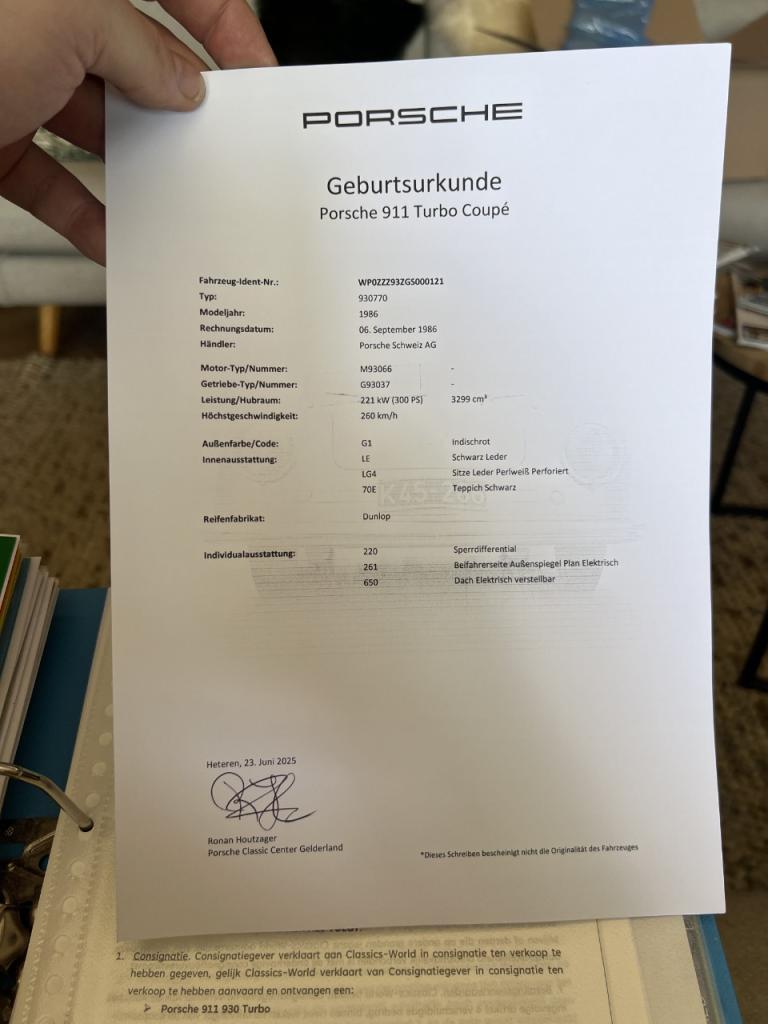 PORSCHE
Geburtsurkunde
Porsche 911 Turbo Coupé
Fahrzeug-Ident-Nr.: WP0ZZZ93ZGS000121
Typ: 930770
Modeljahr: 1986
Rechnungsdatum: 06. September 1986
Händler: Porsche Schweiz AG
Motor-Typ/Nummer: M93066 -
Getriebe-Typ/Nummer: G93037 -
Leistung/Hubraum: 221 kW (300 PS) 3299 cm³
Höchstgeschwindigkeit: 260 km/h
Außenfarbe/Code: G1 Indischrot
Innenausstattung: LE Schwarz Leder
LG4 Sitze Leder Perlweiß Perforiert
70E Teppich Schwarz
Reifenfabrikat: Dunlop
Individualausstattung: 220 Sperrdifferential
261 Beifahrerseite Außenspiegel Plan Elektrisch
650 Dach Elektrisch verstellbar
Heteren, 23. Juni 2025
Ronan Houtzager
Porsche Classic Center Gelderland
*Dieses Schreiben bescheinigt nicht die Originalität des Fahrzeuges
1. Consignatie. Consignatiegever verklaart aan Classics-World in consignatie ten verkoop te
hebben gegeven, gelijk Classics-World verklaart van Consignatiegever in consignatie ten
verkoop te hebben aanvaard en ontvangen een:
➢ Porsche 911 930 Turbo